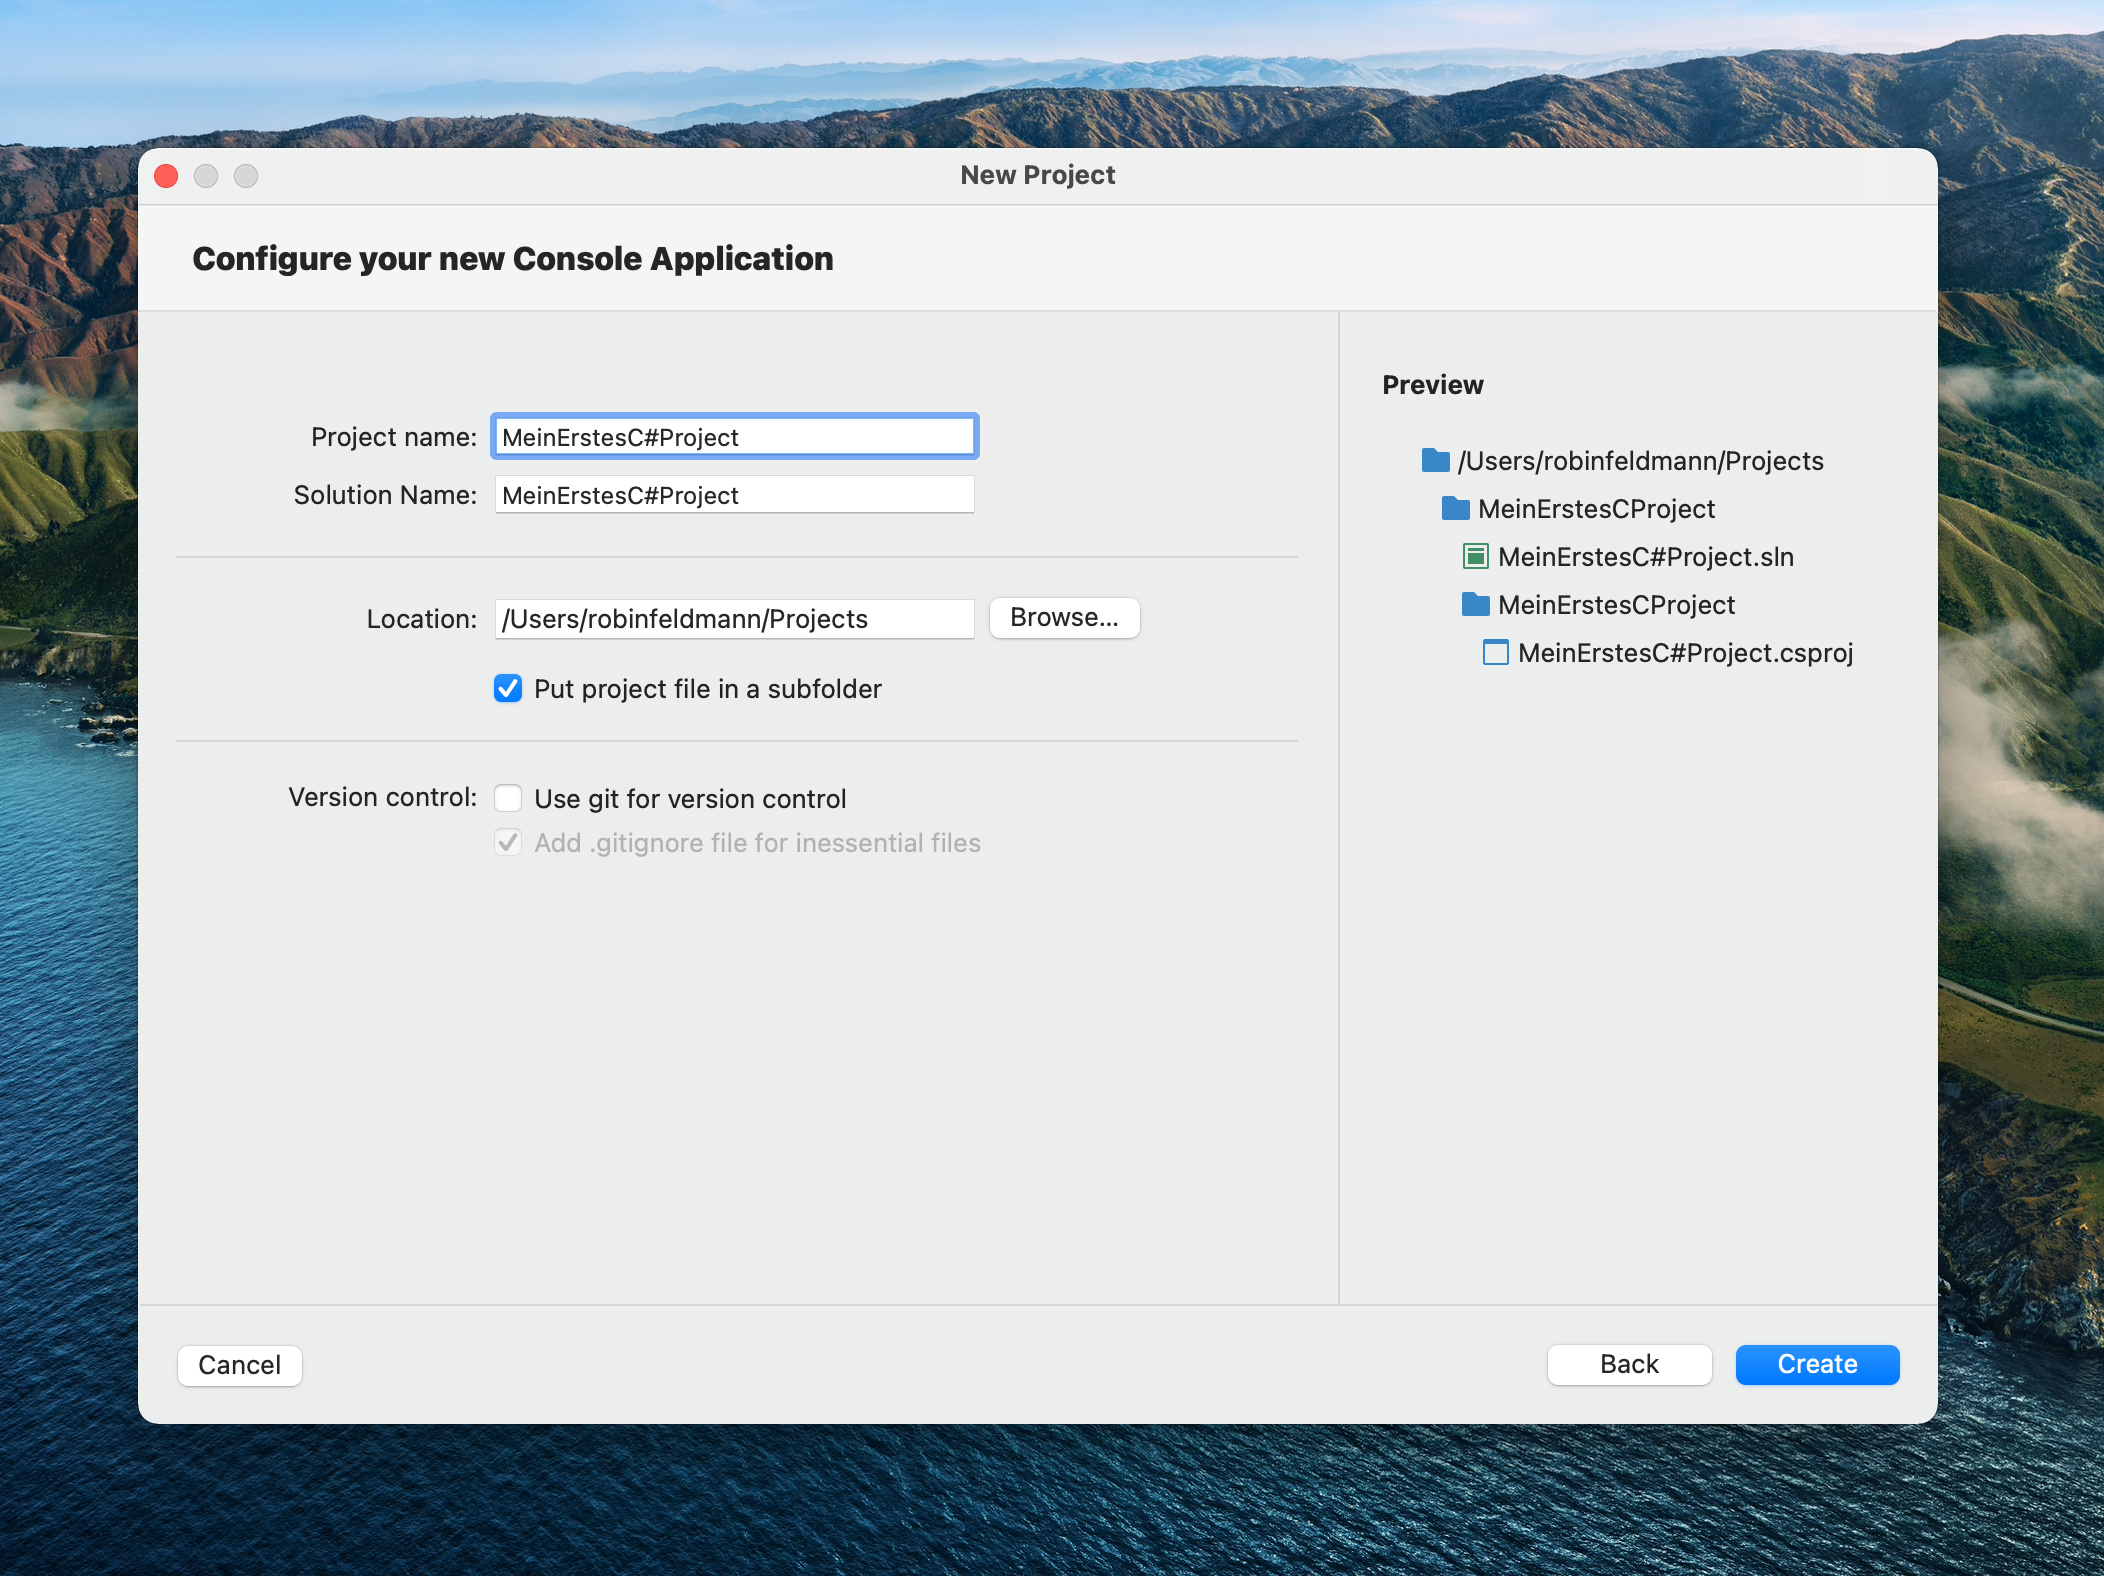 New Project
Configure your new Console Application
Project name: MeinErstesC#Project
Solution Name: MeinErstesC#Project
Location: /Users/robinfeldmann/Projects Browse...
Put project file in a subfolder
Version control: Use git for version control
Add .gitignore file for inessential files
Preview
/Users/robinfeldmann/Projects
MeinErstesCProject
MeinErstesC#Project.sln
MeinErstesCProject
MeinErstesC#Project.csproj
Cancel
Back
Create